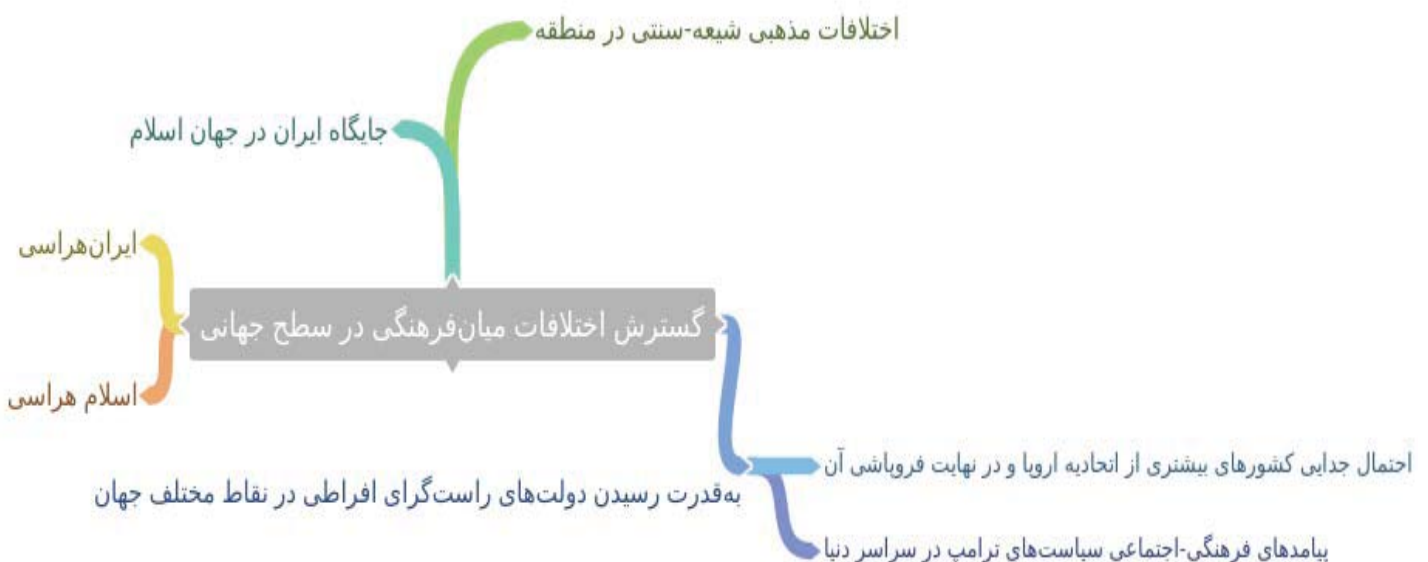 اختلافات مذهبی شیعه-سنتی در منطقه
جایگاه ایران در جهان اسلام
ایران‌هراسی
گسترش اختلافات میان‌فرهنگی در سطح جهانی
اسلام هراسی
احتمال جدایی کشورهای بیشتری از اتحادیه اروپا و در نهایت فروپاشی آن
به‌قدرت رسیدن دولت‌های راست‌گرای افراطی در نقاط مختلف جهان
پیامدهای فرهنگی-اجتماعی سیاست‌های ترامپ در سراسر دنیا